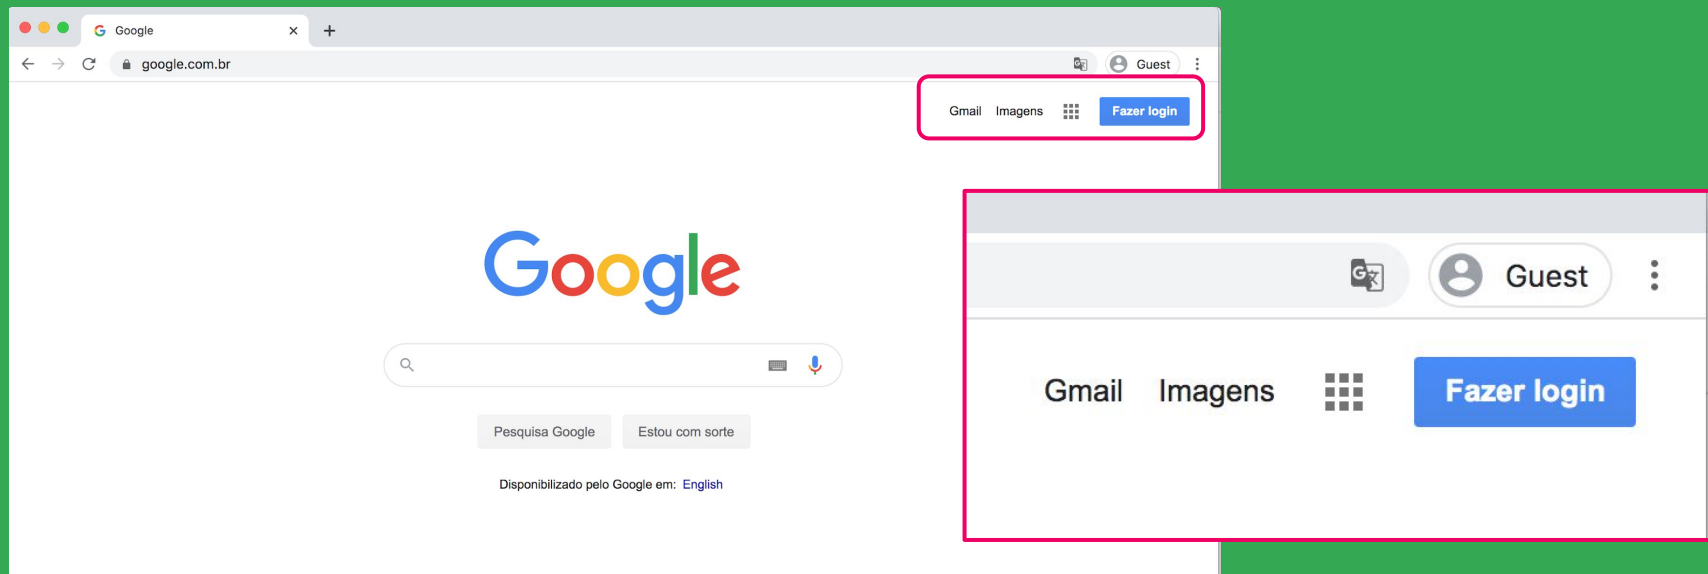 Google
google.com.br
Guest
Gmail Imagens Fazer login
Google
Pesquisa Google Estou com sorte
Disponibilizado pelo Google em: English
Guest
Gmail Imagens Fazer login